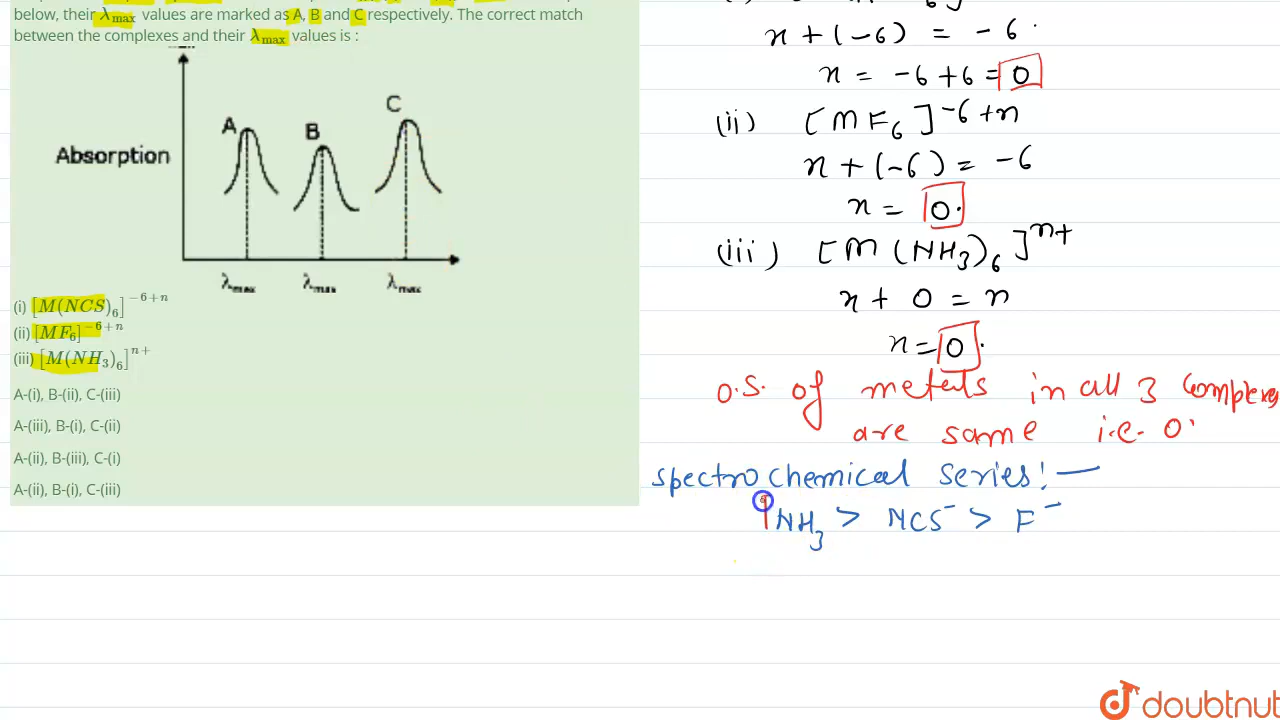 below, their λmax values are marked as A, B and C respectively. The correct match
between the complexes and their λmax values is :
A
B
C
Absorption
λmax λmax λmax
(i) [M(NCS)6]^−6+n
(ii) [MF6]^−6+n
(iii) [M(NH3)6]^n+
A-(i), B-(ii), C-(iii)
A-(iii), B-(i), C-(ii)
A-(ii), B-(iii), C-(i)
A-(ii), B-(i), C-(iii)
n + (-6) = -6
n = -6 + 6 = 0
(ii) [MF6]^-6+n
n + (-6) = -6
n = 0.
(iii) [M(NH3)6]^n+
n + 0 = n
n = 0.
O.S. of metals in all 3 complexes
are same i.e. 0
spectrochemical series:—
NH3 > NCS^- > F^-
doubtnut